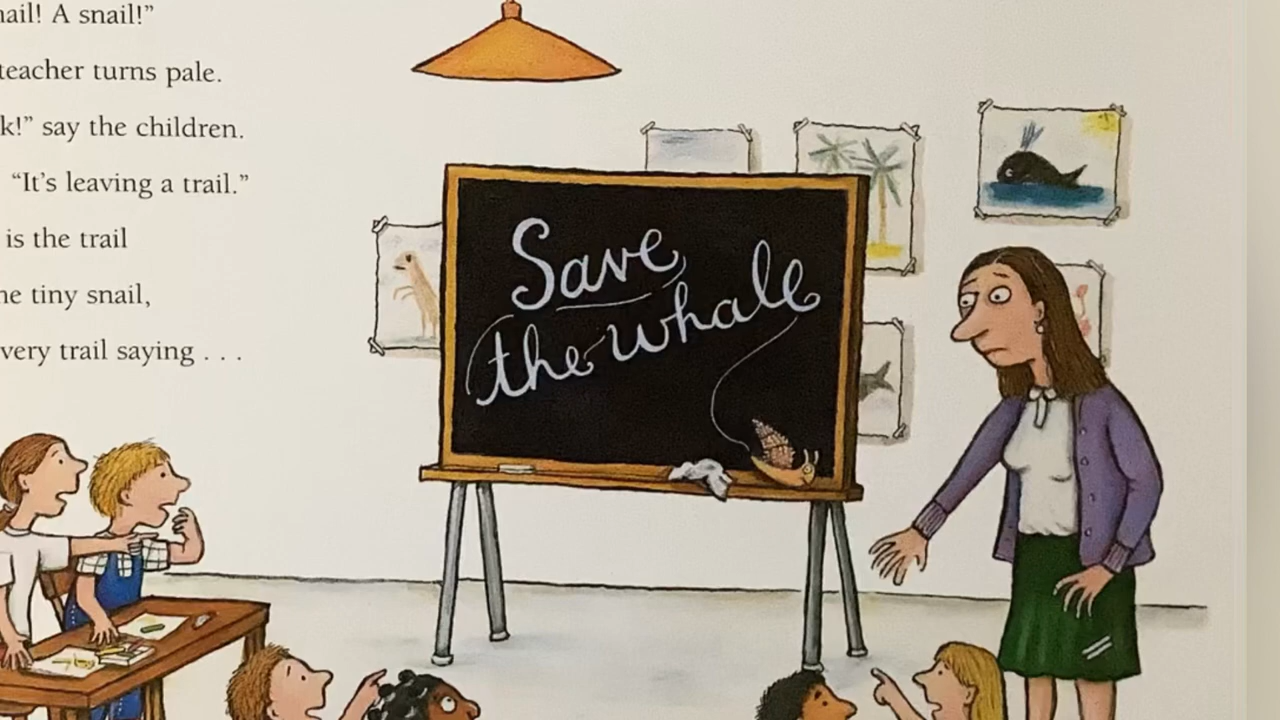 nail! A snail!”
teacher turns pale.
k!” say the children.
“It’s leaving a trail.”
is the trail
ne tiny snail,
very trail saying . . .
Save
the whale